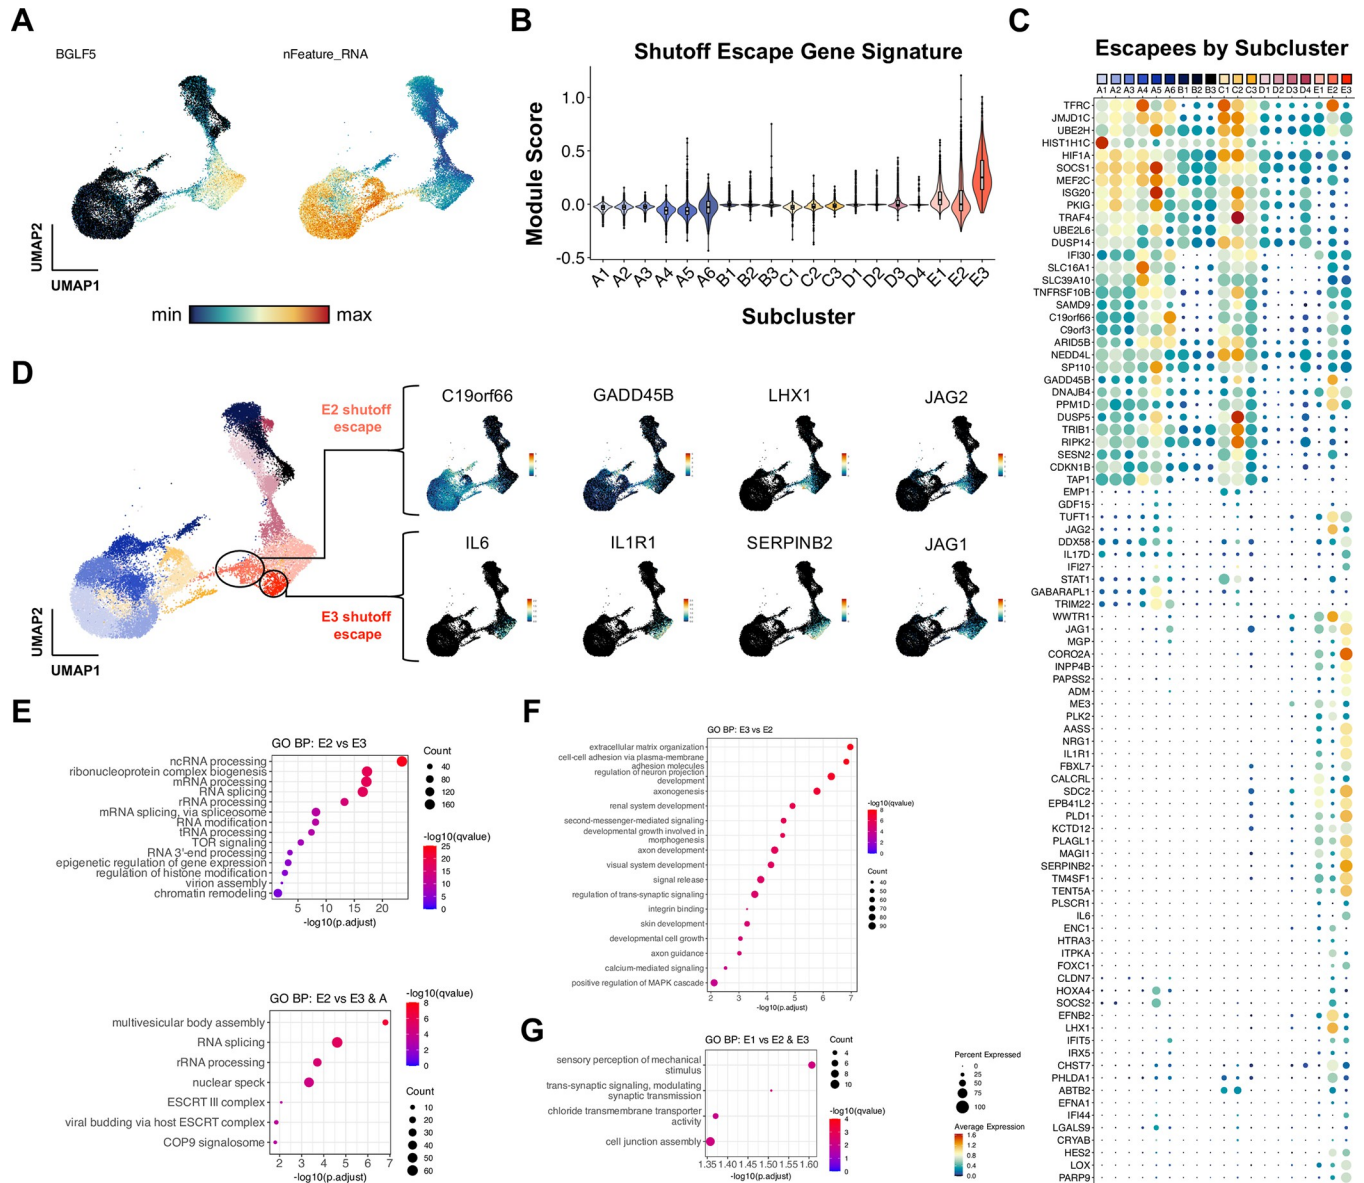 A
BGLF5
nFeature_RNA
UMAP2
UMAP1
min
max
B
Shutoff Escape Gene Signature
Module Score
1.0
0.5
0.0
-0.5
A1 A2 A3 A4 A5 A6 B1 B2 B3 C1 C2 C3 D1 D2 D3 D4 E1 E2 E3
Subcluster
C
Escapees by Subcluster
A1 A2 A3 A4 A5 A6 B1 B2 B3 C1 C2 C3 D1 D2 D3 D4 E1 E2 E3
TFRC
JMJD1C
UBE2H
HIST1H1C
HIF1A
SOCS1
MEF2C
ISG20
PKIG
TRAF4
UBE2L6
DUSP14
IFI30
SLC16A1
SLC39A10
TNFRSF10B
SAMD9
C19orf66
C9orf3
ARID5B
NEDD4L
SP110
GADD45B
DNAJB4
PPM1D
DUSP5
TRIB1
RIPK2
SESN2
CDKN1B
TAP1
EMP1
GDF15
TUFT1
JAG2
DDX58
IL17D
IFI27
STAT1
GABARAPL1
TRIM22
WWTR1
JAG1
MGP
CORO2A
INPP4B
PAPSS2
ADM
ME3
PLK2
AASS
NRG1
IL1R1
FBXL7
CALCRL
SDC2
EPB41L2
PLD1
KCTD12
PLAGL1
MAGI1
SERPINB2
TM4SF1
TENT5A
PLSCR1
IL6
ENC1
HTRA3
ITPKA
FOXC1
CLDN7
HOXA4
SOCS2
EFNB2
LHX1
IFIT5
IRX5
CHST7
PHLDA1
ABTB2
EFNA1
IFI44
LGALS9
CRYAB
HES2
LOX
PARP9
Percent Expressed
0
25
50
75
100
Average Expression
1.6
1.2
0.8
0.4
0.0
D
E2 shutoff
escape
E3 shutoff
escape
UMAP2
UMAP1
C19orf66
GADD45B
LHX1
JAG2
IL6
IL1R1
SERPINB2
JAG1
E
GO BP: E2 vs E3
ncRNA processing
ribonucleoprotein complex biogenesis
mRNA processing
RNA splicing
rRNA processing
mRNA splicing, via spliceosome
RNA modification
tRNA processing
TOR signaling
RNA 3'-end processing
epigenetic regulation of gene expression
regulation of histone modification
virion assembly
chromatin remodeling
5 10 15 20
-log10(p.adjust)
Count
40
80
120
160
-log10(qvalue)
25
20
15
10
5
0
GO BP: E2 vs E3 & A
multivesicular body assembly
RNA splicing
rRNA processing
nuclear speck
ESCRT III complex
viral budding via host ESCRT complex
COP9 signalosome
2 3 4 5 6 7
-log10(p.adjust)
-log10(qvalue)
8
6
4
2
0
Count
10
20
30
40
50
60
F
GO BP: E3 vs E2
extracellular matrix organization
cell-cell adhesion via plasma-membrane
adhesion molecules
regulation of neuron projection
development
axonogenesis
renal system development
second-messenger-mediated signaling
developmental growth involved in
morphogenesis
axon development
visual system development
signal release
regulation of trans-synaptic signaling
integrin binding
skin development
developmental cell growth
axon guidance
calcium-mediated signaling
positive regulation of MAPK cascade
2 3 4 5 6 7
-log10(p.adjust)
-log10(qvalue)
8
6
4
2
0
Count
40
50
60
70
80
90
G
GO BP: E1 vs E2 & E3
sensory perception of mechanical
stimulus
trans-synaptic signaling, modulating
synaptic transmission
chloride transmembrane transporter
activity
cell junction assembly
1.35 1.40 1.45 1.50 1.55 1.60
-log10(p.adjust)
Count
4
6
8
10
-log10(qvalue)
4
3
2
1
0